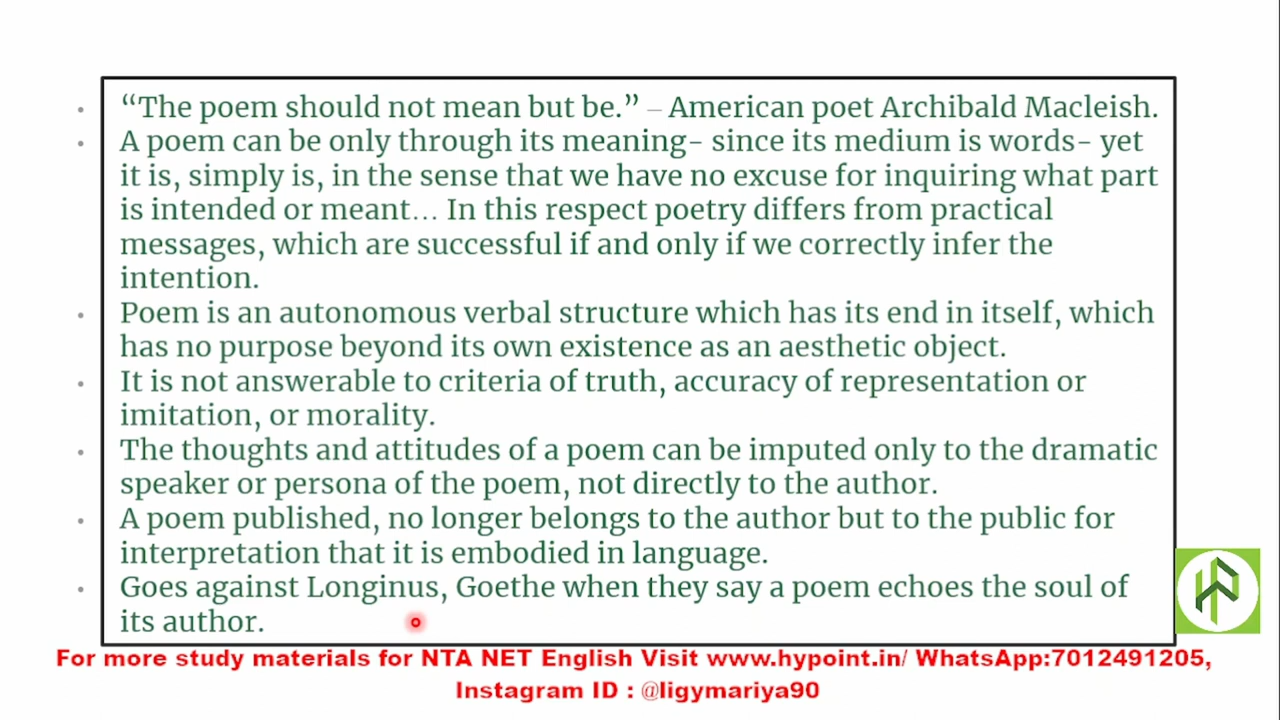 • “The poem should not mean but be.” – American poet Archibald Macleish.
• A poem can be only through its meaning- since its medium is words- yet
it is, simply is, in the sense that we have no excuse for inquiring what part
is intended or meant… In this respect poetry differs from practical
messages, which are successful if and only if we correctly infer the
intention.
• Poem is an autonomous verbal structure which has its end in itself, which
has no purpose beyond its own existence as an aesthetic object.
• It is not answerable to criteria of truth, accuracy of representation or
imitation, or morality.
• The thoughts and attitudes of a poem can be imputed only to the dramatic
speaker or persona of the poem, not directly to the author.
• A poem published, no longer belongs to the author but to the public for
interpretation that it is embodied in language.
• Goes against Longinus, Goethe when they say a poem echoes the soul of
its author.
For more study materials for NTA NET English Visit www.hypoint.in/ WhatsApp:7012491205,
Instagram ID : @ligymariya90